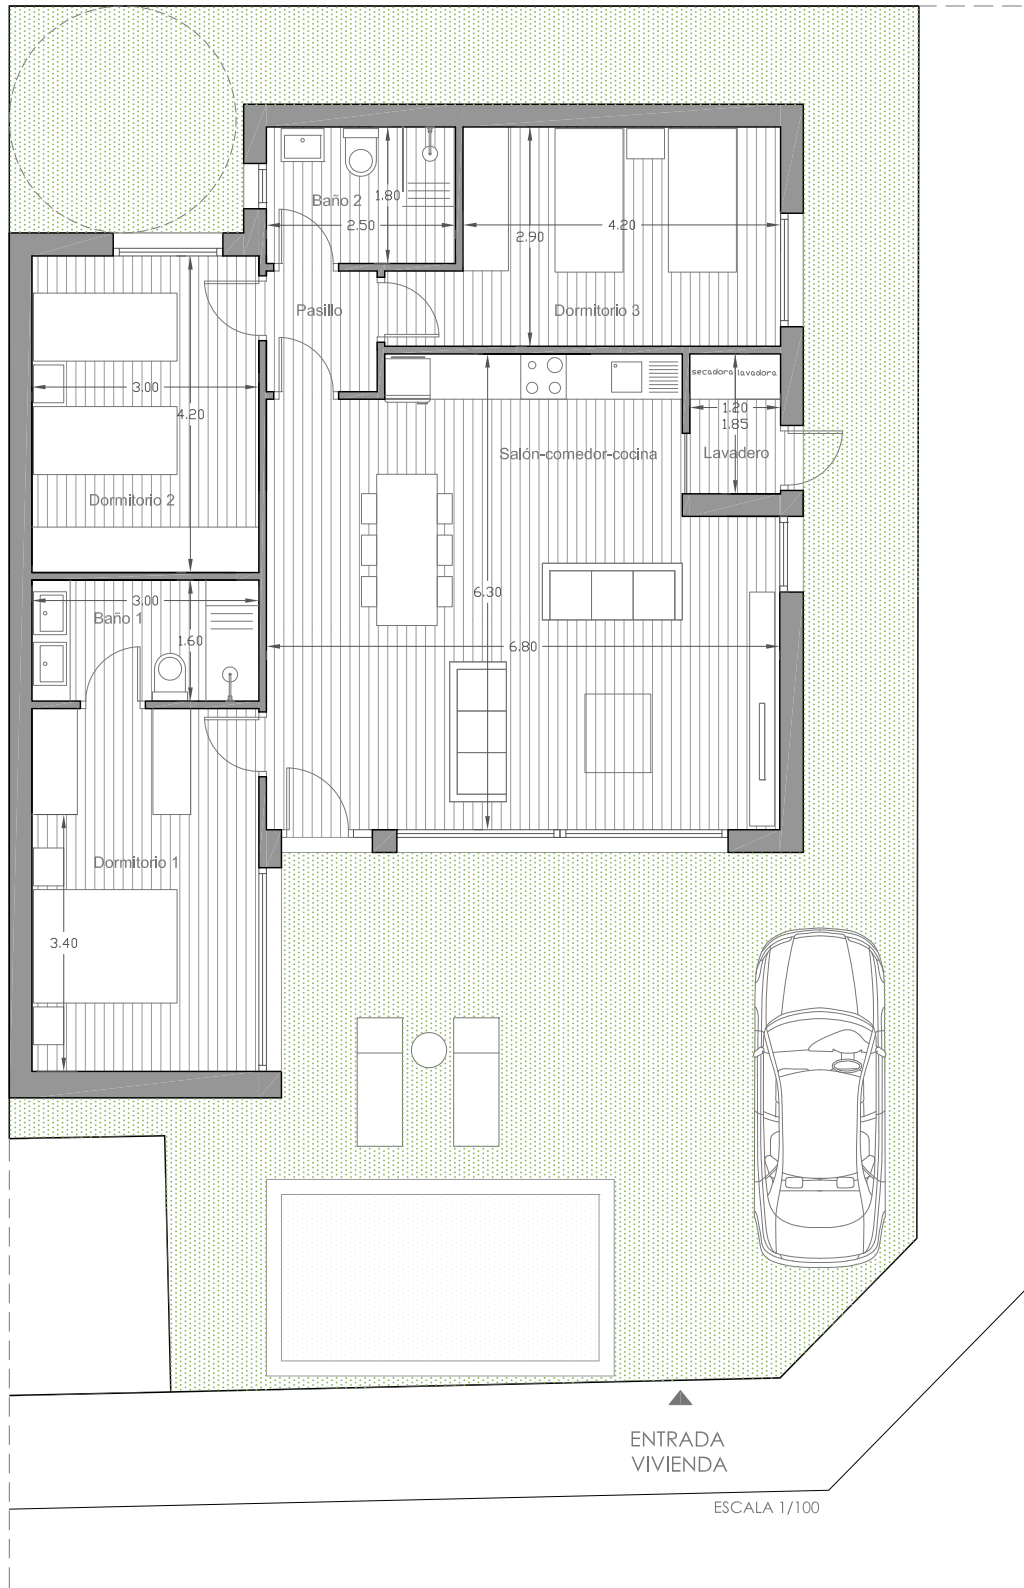 Baño 2
1.80
2.50
4.20
2.90
Pasillo
Dormitorio 3
secadora
lavadora
3.00
4.20
1.20
1.85
Salón-comedor-cocina
Lavadero
Dormitorio 2
6.30
3.00
Baño 1
1.60
6.80
Dormitorio 1
3.40
ENTRADA
VIVIENDA
ESCALA 1/100